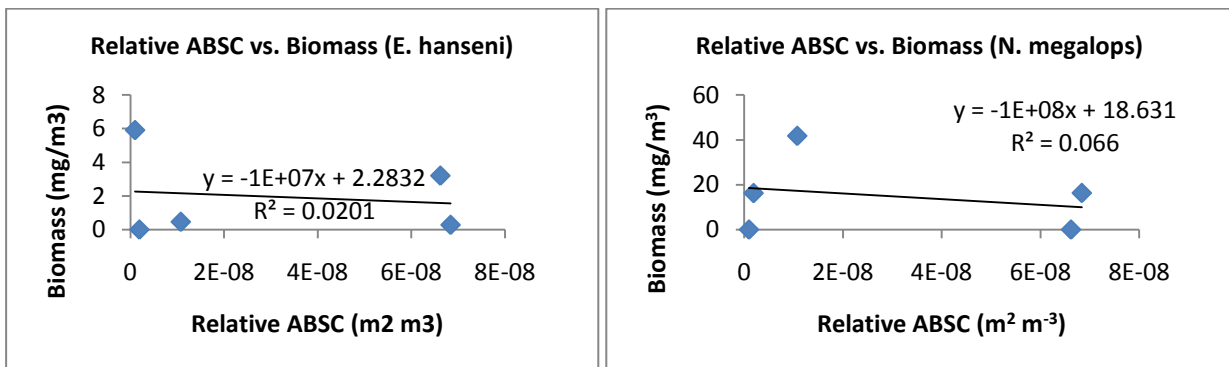 Relative ABSC vs. Biomass (E. hanseni)
Biomass (mg/m3)
8
6
4
2
0
y = -1E+07x + 2.2832
R² = 0.0201
0 2E-08 4E-08 6E-08 8E-08
Relative ABSC (m2 m3)
Relative ABSC vs. Biomass (N. megalops)
Biomass (mg/m³)
60
40
20
0
y = -1E+08x + 18.631
R² = 0.066
0 2E-08 4E-08 6E-08 8E-08
Relative ABSC (m² m⁻³)